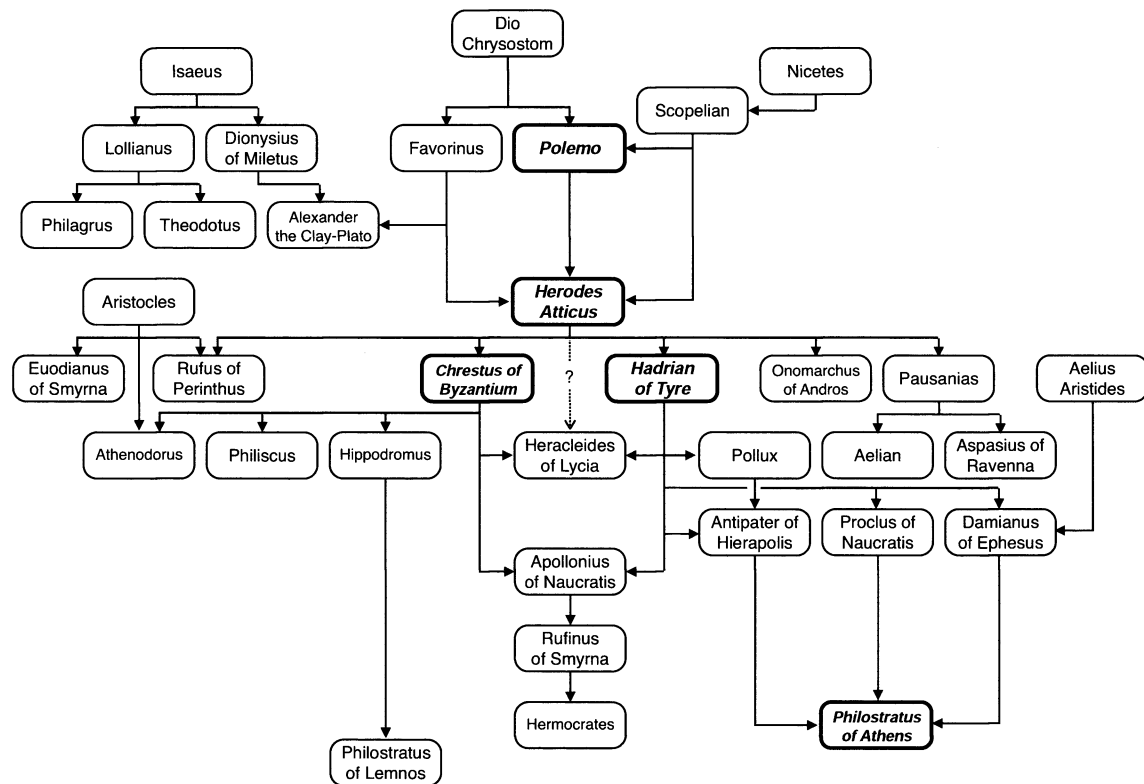 Dio
Chrysostom
Isaeus
Nicetes
Scopelian
Lollianus
Dionysius
of Miletus
Favorinus
Polemo
Philagrus
Theodotus
Alexander
the Clay-Plato
Aristocles
Herodes
Atticus
Euodianus
of Smyrna
Rufus of
Perinthus
Chrestus of
Byzantium
?
Hadrian
of Tyre
Onomarchus
of Andros
Pausanias
Aelius
Aristides
Athenodorus
Philiscus
Hippodromus
Heracleides
of Lycia
Pollux
Aelian
Aspasius of
Ravenna
Antipater of
Hierapolis
Proclus of
Naucratis
Damianus
of Ephesus
Apollonius
of Naucratis
Rufinus
of Smyrna
Hermocrates
Philostratus
of Athens
Philostratus
of Lemnos